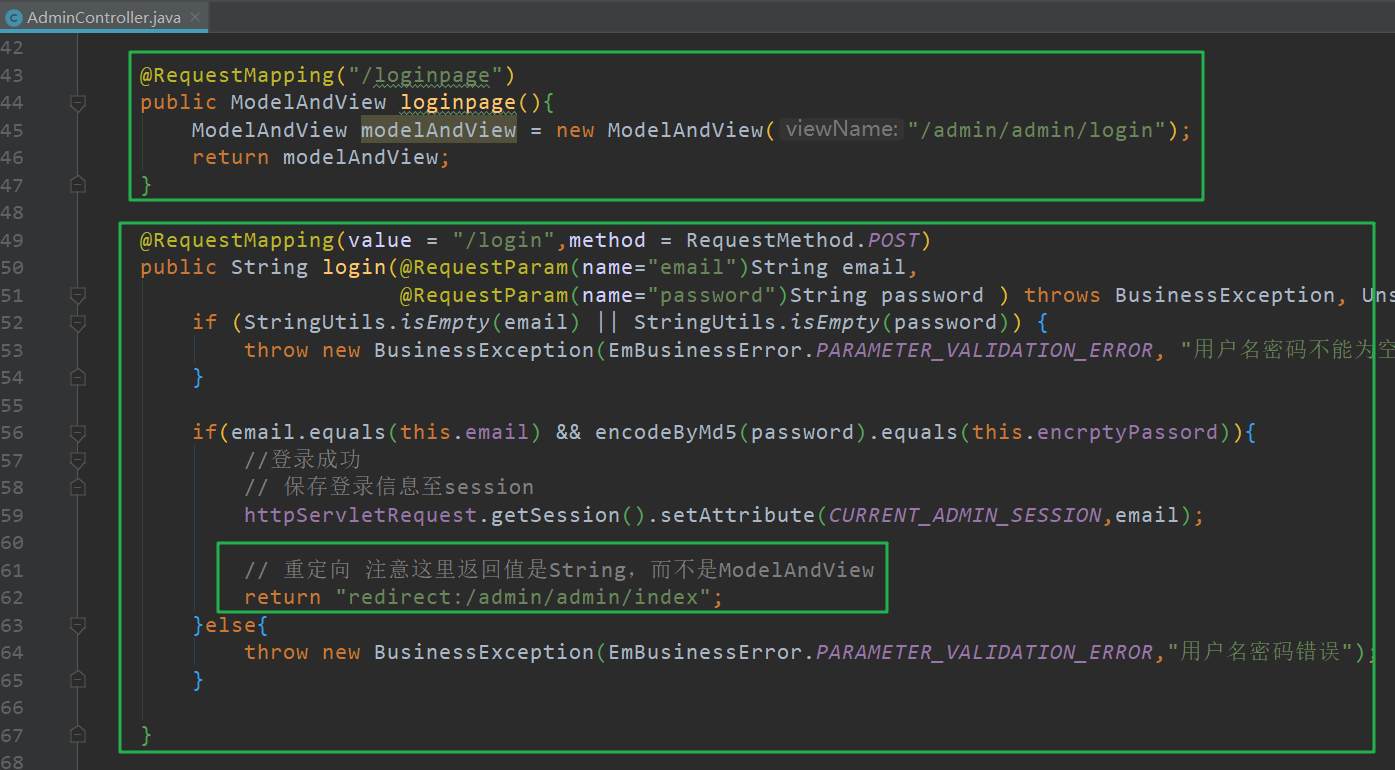 AdminController.java
42
43 @RequestMapping("/loginpage")
44 public ModelAndView loginpage(){
45 ModelAndView modelAndView = new ModelAndView( viewName: "/admin/admin/login");
46 return modelAndView;
47 }
48
49 @RequestMapping(value = "/login",method = RequestMethod.POST)
50 public String login(@RequestParam(name="email")String email,
51 @RequestParam(name="password")String password ) throws BusinessException, Uns
52 if (StringUtils.isEmpty(email) || StringUtils.isEmpty(password)) {
53 throw new BusinessException(EmBusinessError.PARAMETER_VALIDATION_ERROR, "用户名密码不能为空
54 }
55
56 if(email.equals(this.email) && encodeByMd5(password).equals(this.encrptyPassord)){
57 //登录成功
58 // 保存登录信息至session
59 httpServletRequest.getSession().setAttribute(CURRENT_ADMIN_SESSION,email);
60
61 // 重定向 注意这里返回值是String，而不是ModelAndView
62 return "redirect:/admin/admin/index";
63 }else{
64 throw new BusinessException(EmBusinessError.PARAMETER_VALIDATION_ERROR,"用户名密码错误");
65 }
66
67 }
68